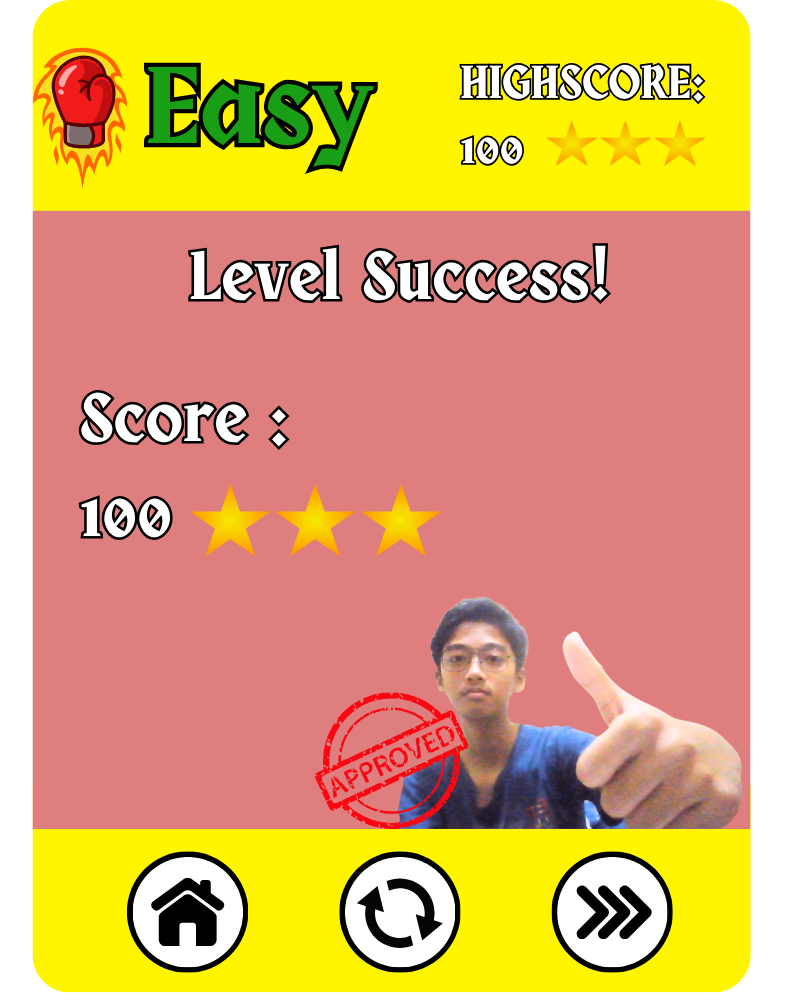 Easy
HIGHSCORE:
100
Level Success!
Score :
100
APPROVED